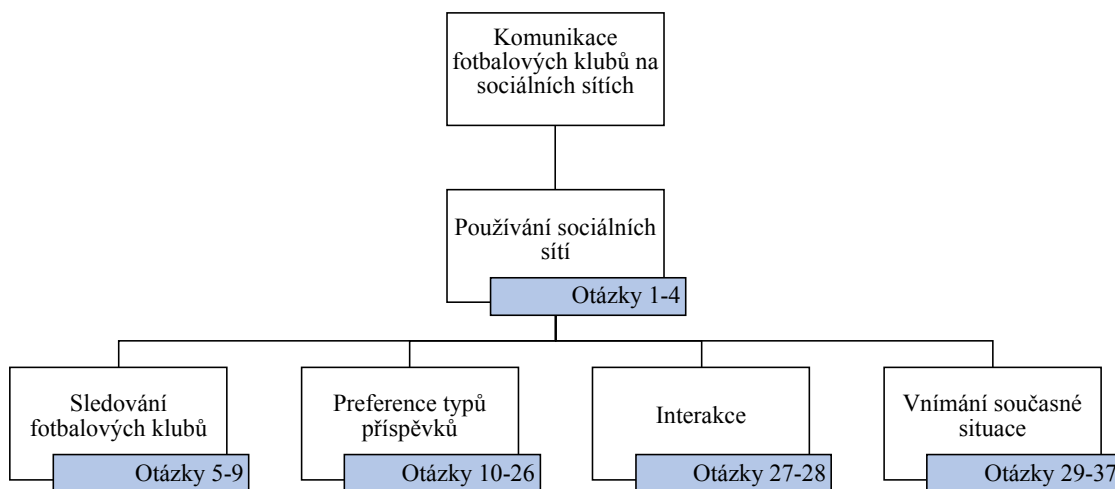 Komunikace
fotbalových klubů na
sociálních sítích
Používání sociálních
sítí
Otázky 1-4
Sledování
fotbalových klubů
Otázky 5-9
Preference typů
příspěvků
Otázky 10-26
Interakce
Otázky 27-28
Vnímání současné
situace
Otázky 29-37